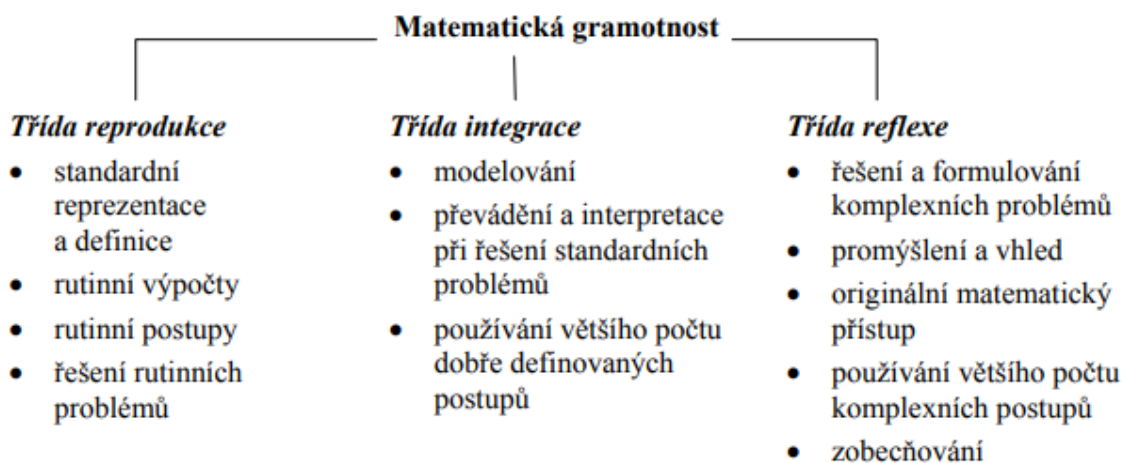 Matematická gramotnost
Třída reprodukce
• standardní
reprezentace
a definice
• rutinní výpočty
• rutinní postupy
• řešení rutinních
problémů
Třída integrace
• modelování
• převádění a interpretace
při řešení standardních
problémů
• používání většího počtu
dobře definovaných
postupů
Třída reflexe
• řešení a formulování
komplexních problémů
• promýšlení a vhled
• originální matematický
přístup
• používání většího počtu
komplexních postupů
• zobecňování